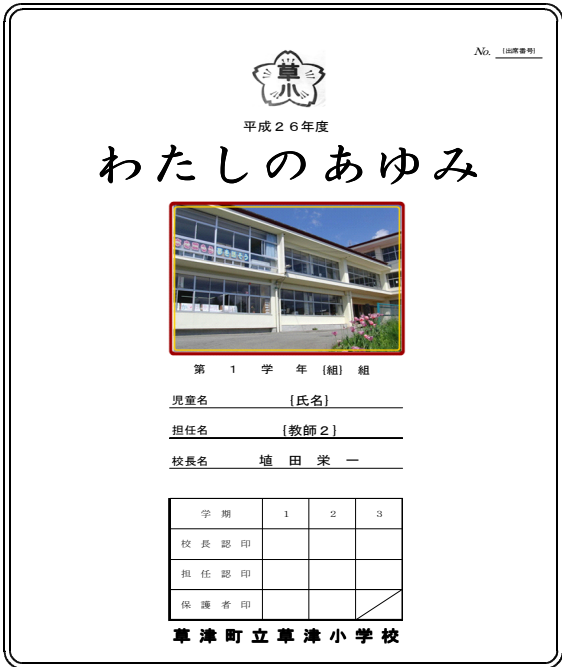 No. {出席番号}
草小
平成２６年度
わたしのあゆみ
第 1 学 年 {組} 組
児童名 {氏名}
担任名 {教師２}
校長名 埴 田 栄 一
学 期 1 2 3
校 長 認 印
担 任 認 印
保 護 者 印
草津町立草津小学校